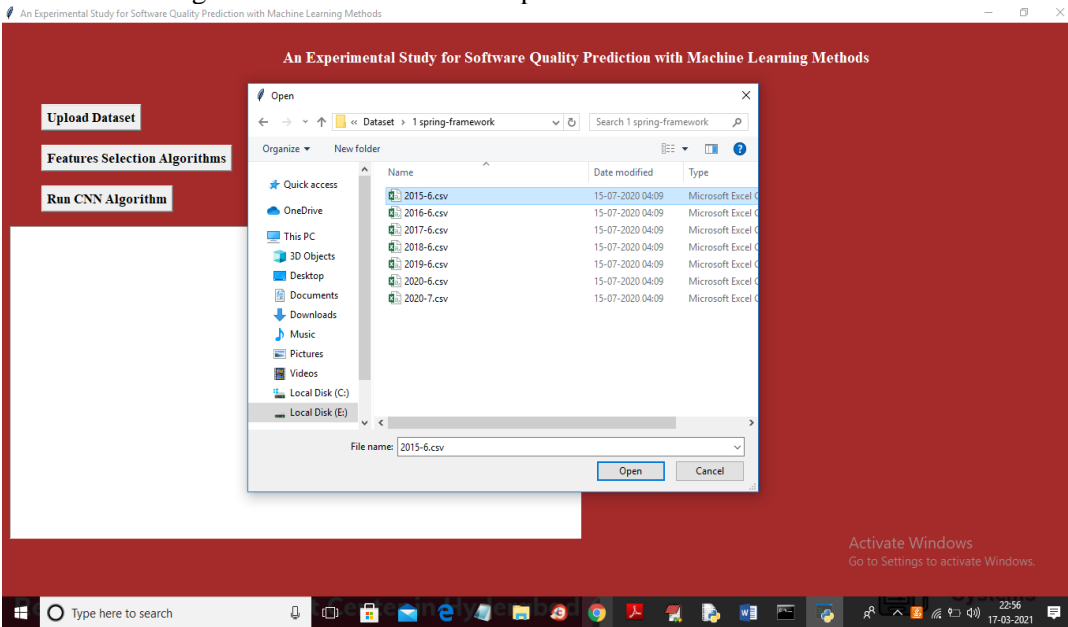 An Experimental Study for Software Quality Prediction with Machine Learning Methods
An Experimental Study for Software Quality Prediction with Machine Learning Methods
Upload Dataset
Features Selection Algorithms
Run CNN Algorithm
Open
« Dataset > 1 spring-framework
Search 1 spring-framework
Organize
New folder
Name Date modified Type
Quick access
OneDrive
This PC
3D Objects
Desktop
Documents
Downloads
Music
Pictures
Videos
Local Disk (C:)
Local Disk (E:)
2015-6.csv 15-07-2020 04:09 Microsoft Excel C
2016-6.csv 15-07-2020 04:09 Microsoft Excel C
2017-6.csv 15-07-2020 04:09 Microsoft Excel C
2018-6.csv 15-07-2020 04:09 Microsoft Excel C
2019-6.csv 15-07-2020 04:09 Microsoft Excel C
2020-6.csv 15-07-2020 04:09 Microsoft Excel C
2020-7.csv 15-07-2020 04:09 Microsoft Excel C
File name: 2015-6.csv
Open Cancel
Activate Windows
Go to Settings to activate Windows.
Type here to search
22:56
17-03-2021